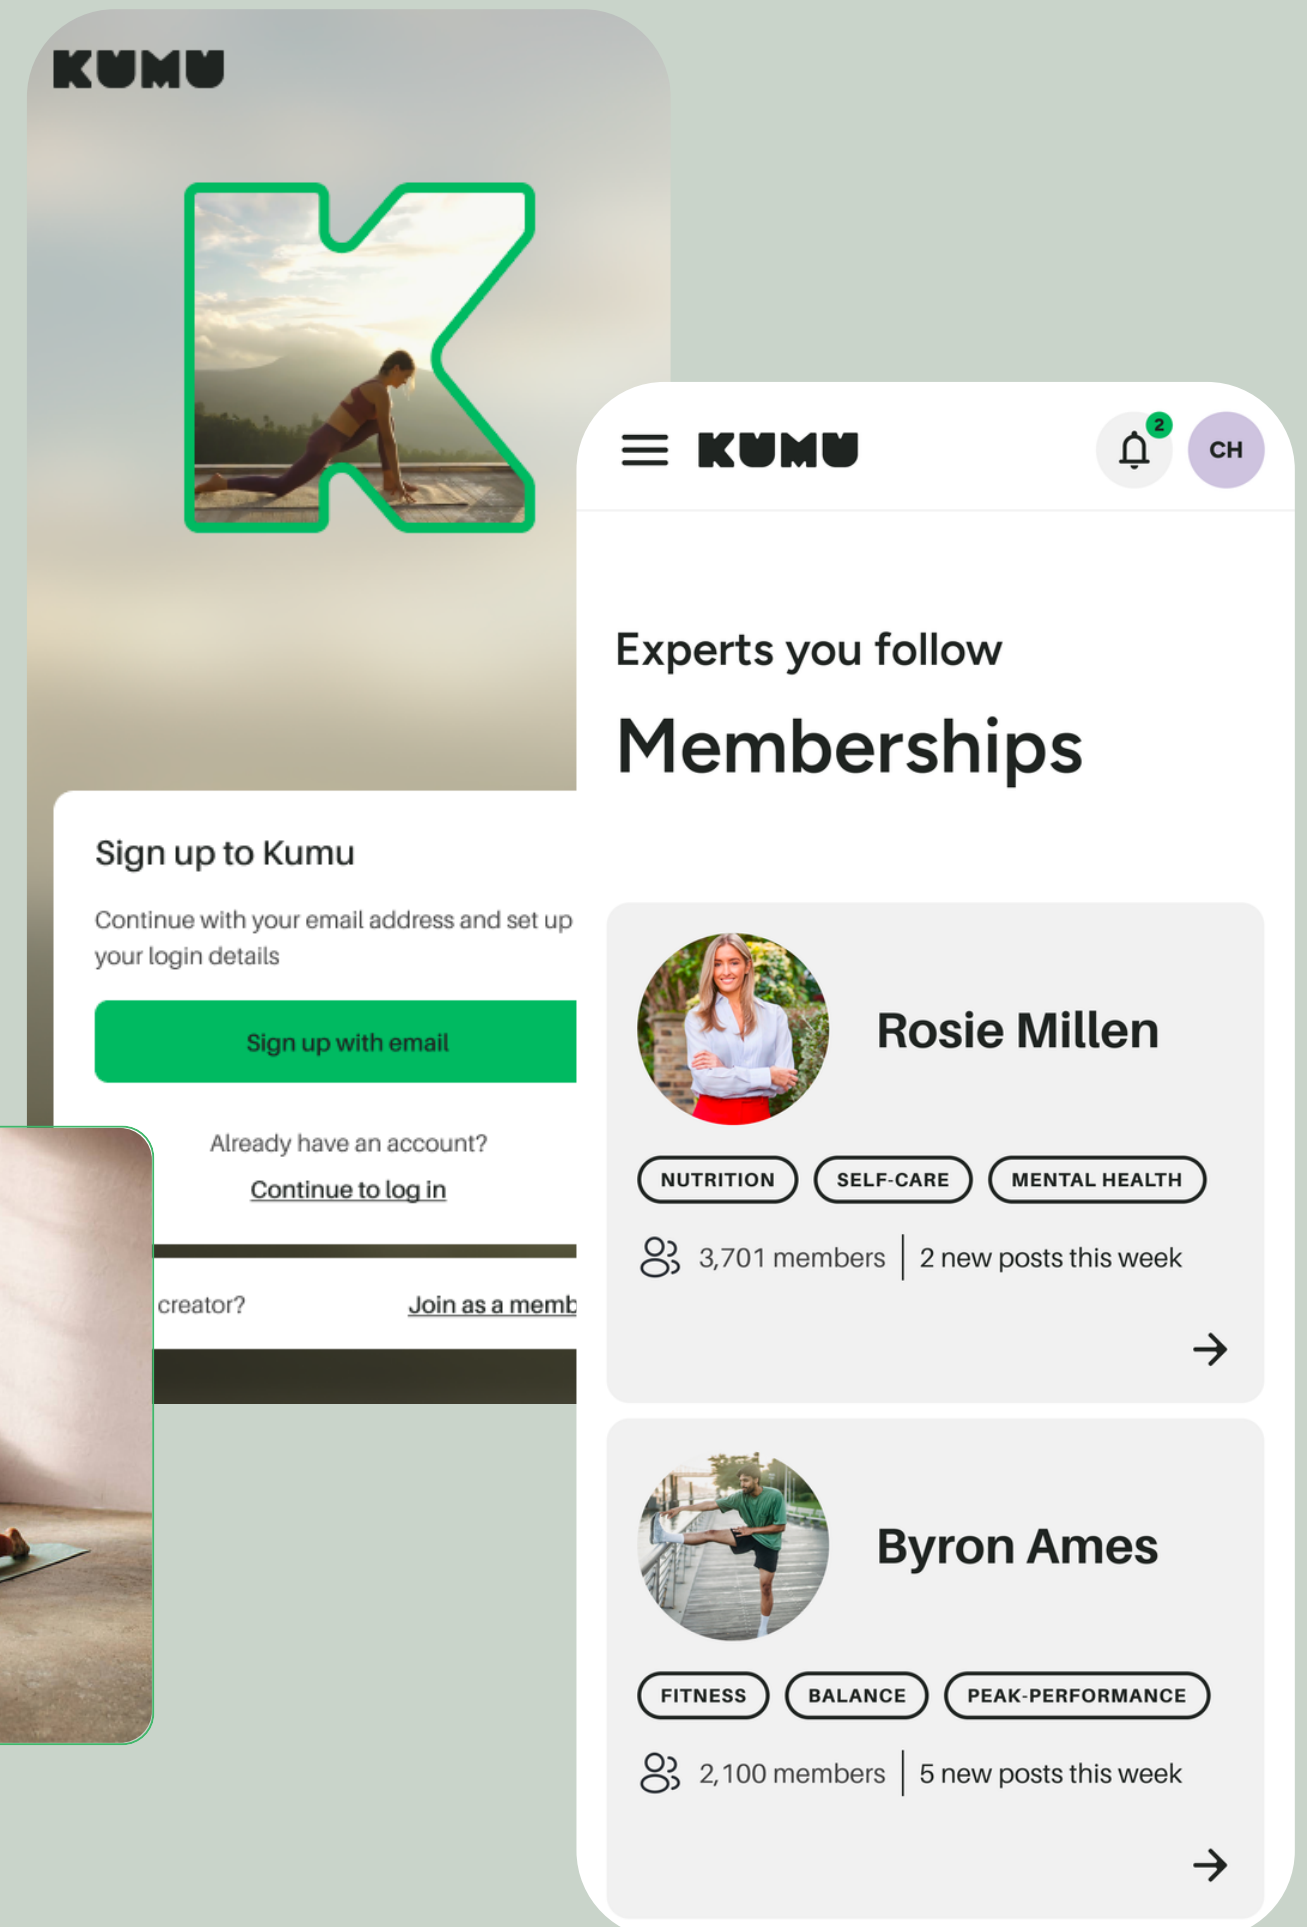 KUMU
Sign up to Kumu
Continue with your email address and set up
your login details
Sign up with email
Already have an account?
Continue to log in
creator?
Join as a
KUMU
2
CH
Experts you follow
Memberships
Rosie Millen
NUTRITION
SELF-CARE
MENTAL HEALTH
3,701 members
2 new posts this week
Byron Ames
FITNESS
BALANCE
PEAK-PERFORMANCE
2,100 members
5 new posts this week